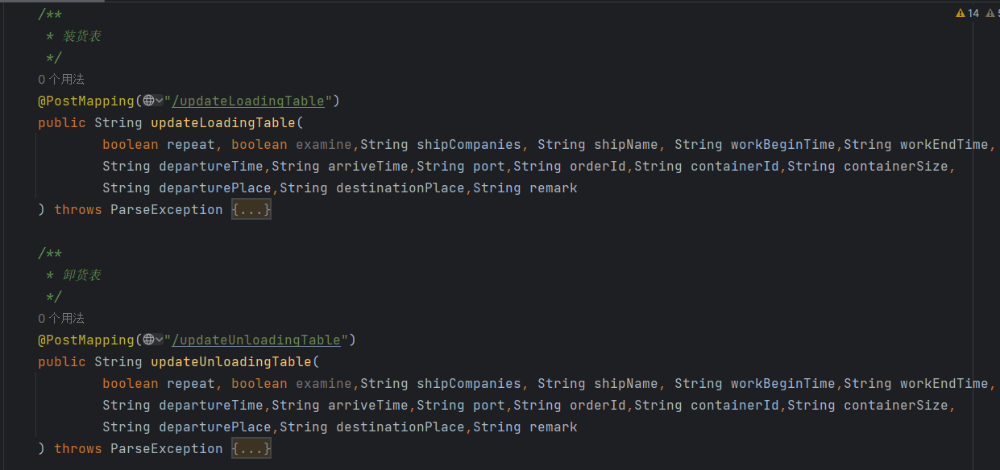 /**
* 装货表
*/
0 个用法
@PostMapping("/updateLoadingTable")
public String updateLoadingTable(
boolean repeat, boolean examine,String shipCompanies, String shipName, String workBeginTime,String workEndTime,
String departureTime,String arriveTime,String port,String orderId,String containerId,String containerSize,
String departurePlace,String destinationPlace,String remark
) throws ParseException {...}
/**
* 卸货表
*/
0 个用法
@PostMapping("/updateUnloadingTable")
public String updateUnloadingTable(
boolean repeat, boolean examine,String shipCompanies, String shipName, String workBeginTime,String workEndTime,
String departureTime,String arriveTime,String port,String orderId,String containerId,String containerSize,
String departurePlace,String destinationPlace,String remark
) throws ParseException {...}
14